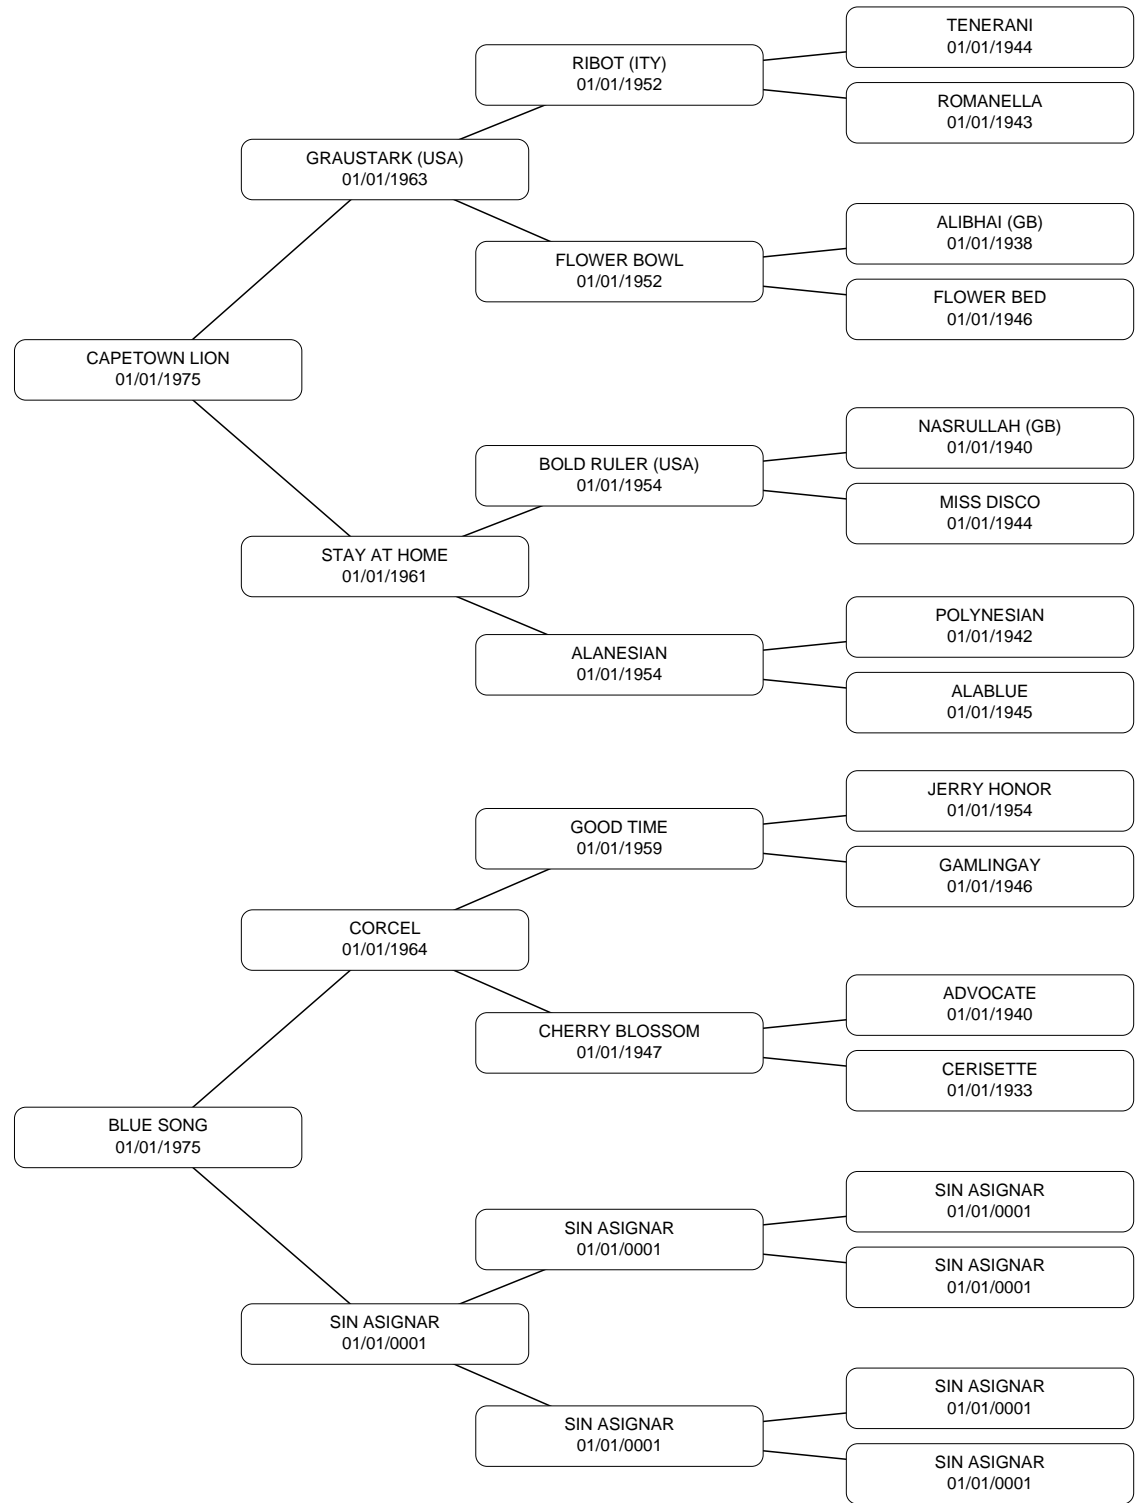 TENERANI
01/01/1944
RIBOT (ITY)
01/01/1952
ROMANELLA
01/01/1943
GRAUSTARK (USA)
01/01/1963
ALIBHAI (GB)
01/01/1938
FLOWER BOWL
01/01/1952
FLOWER BED
01/01/1946
CAPETOWN LION
01/01/1975
NASRULLAH (GB)
01/01/1940
BOLD RULER (USA)
01/01/1954
MISS DISCO
01/01/1944
STAY AT HOME
01/01/1961
POLYNESIAN
01/01/1942
ALANESIAN
01/01/1954
ALABLUE
01/01/1945
JERRY HONOR
01/01/1954
GOOD TIME
01/01/1959
GAMLINGAY
01/01/1946
CORCEL
01/01/1964
ADVOCATE
01/01/1940
CHERRY BLOSSOM
01/01/1947
CERISETTE
01/01/1933
BLUE SONG
01/01/1975
SIN ASIGNAR
01/01/0001
SIN ASIGNAR
01/01/0001
SIN ASIGNAR
01/01/0001
SIN ASIGNAR
01/01/0001
SIN ASIGNAR
01/01/0001
SIN ASIGNAR
01/01/0001
SIN ASIGNAR
01/01/0001